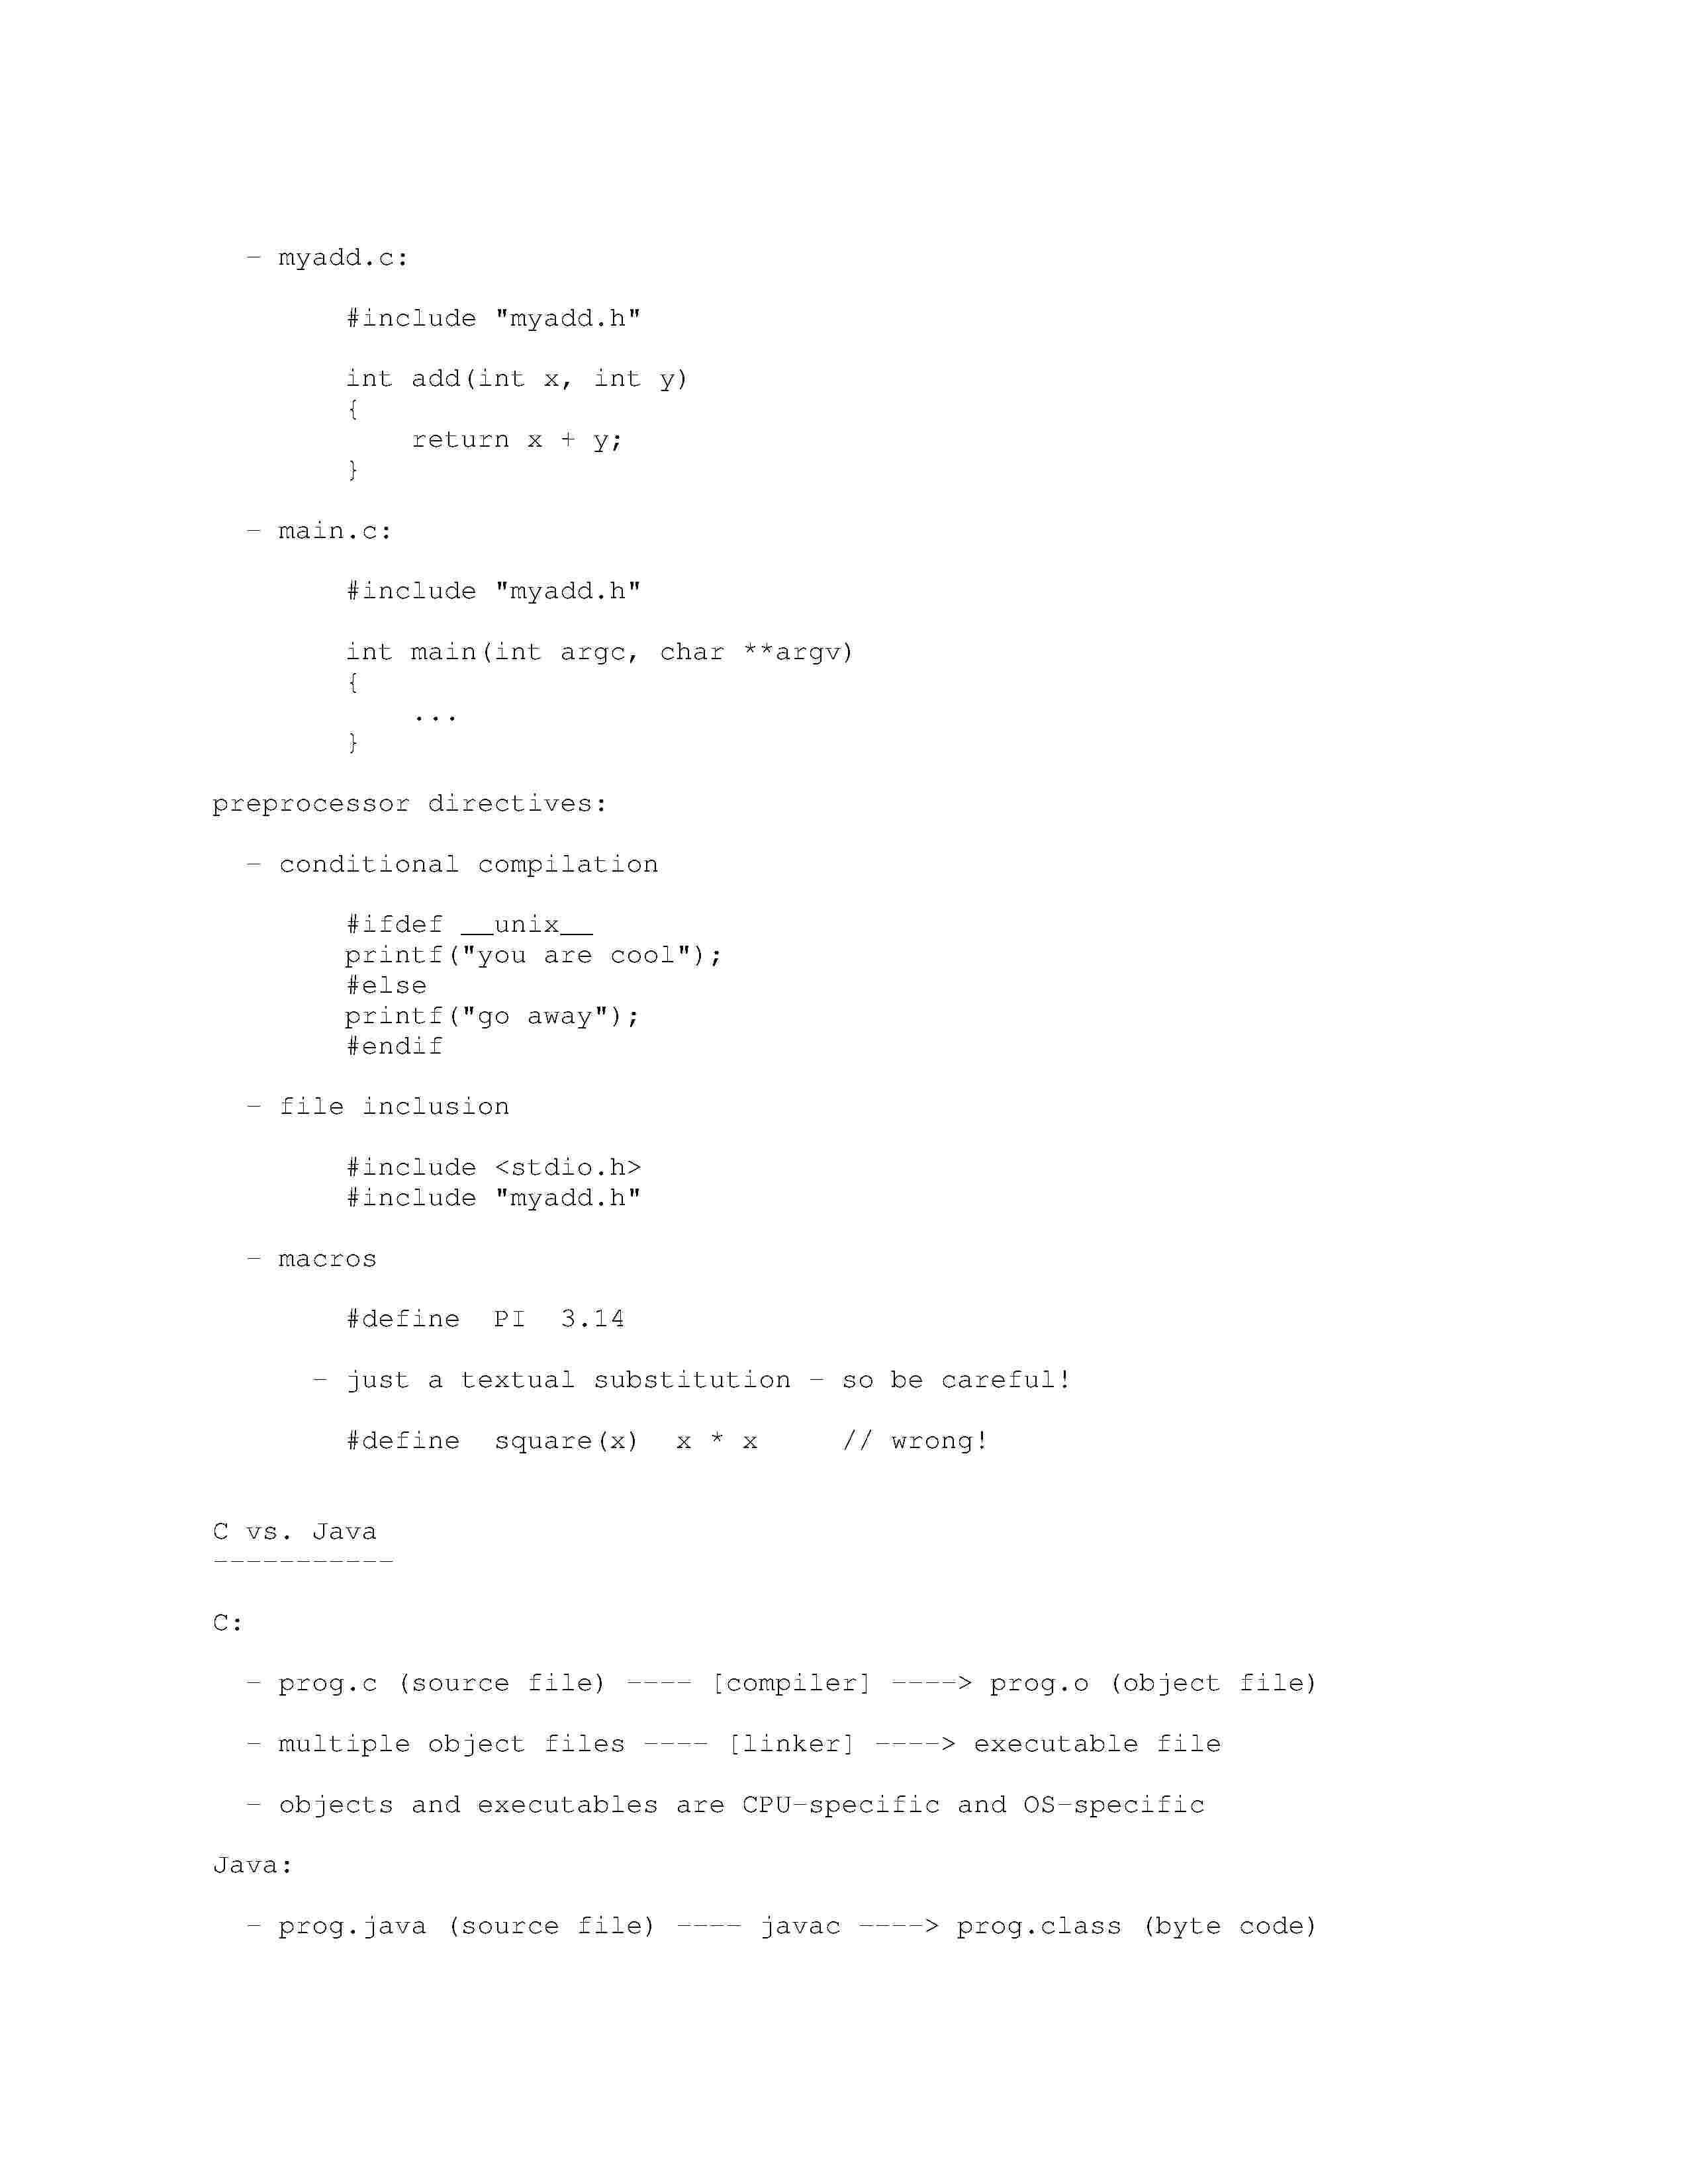 - myadd.c:
#include "myadd.h"
int add(int x, int y)
{
return x + y;
}
- main.c:
#include "myadd.h"
int main(int argc, char **argv)
{
...
}
preprocessor directives:
- conditional compilation
#ifdef __unix__
printf("you are cool");
#else
printf("go away");
#endif
- file inclusion
#include <stdio.h>
#include "myadd.h"
- macros
#define  PI  3.14
- just a textual substitution - so be careful!
#define  square(x)  x * x     // wrong!
C vs. Java
-----------
C:
- prog.c (source file) ---- [compiler] ----> prog.o (object file)
- multiple object files ---- [linker] ----> executable file
- objects and executables are CPU-specific and OS-specific
Java:
- prog.java (source file) ---- javac ----> prog.class (byte code)